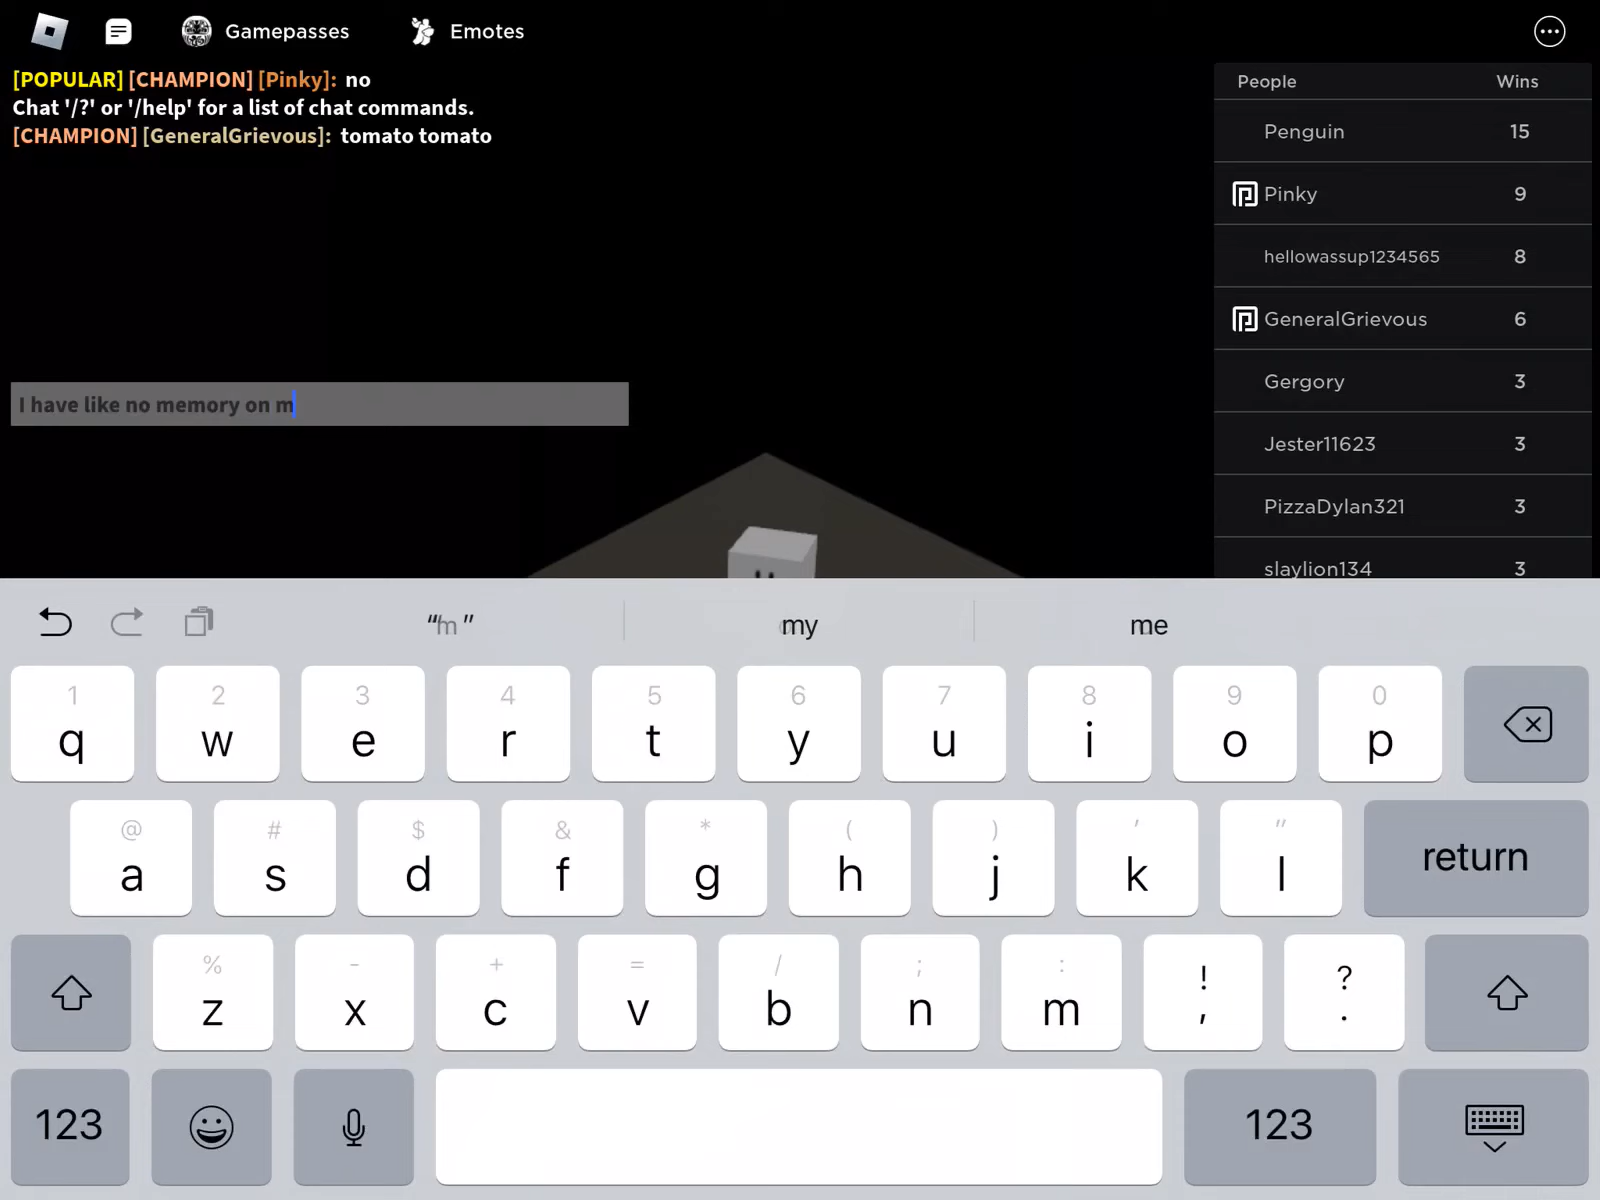 Gamepasses
Emotes
[POPULAR] [CHAMPION] [Pinky]: no
Chat '/?' or '/help' for a list of chat commands.
[CHAMPION] [GeneralGrievous]: tomato tomato
People Wins
Penguin 15
Pinky 9
hellowassup1234565 8
GeneralGrievous 6
Gergory 3
Jester11623 3
PizzaDylan321 3
slaylion134 3
I have like no memory on m
“m” my me
1 2 3 4 5 6 7 8 9 0
q w e r t y u i o p
@ # $ & * ( ) ' "
a s d f g h j k l return
% - + = / ; : ! ?
z x c v b n m , .
123 123